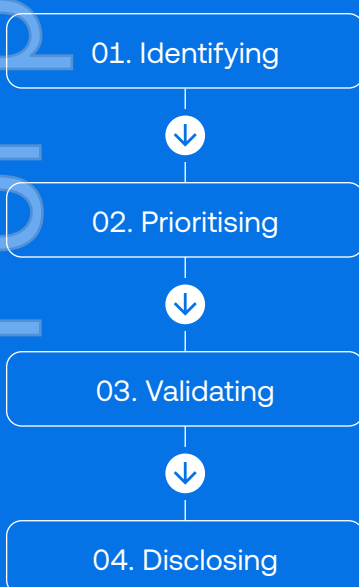 01. Identifying
02. Prioritising
03. Validating
04. Disclosing